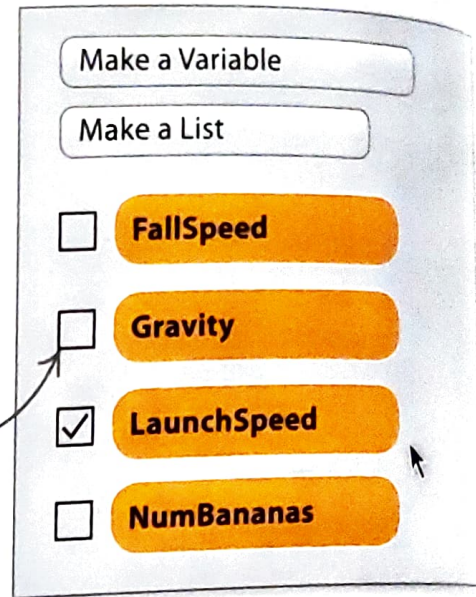 Make a Variable
Make a List
FallSpeed
Gravity
LaunchSpeed
NumBananas